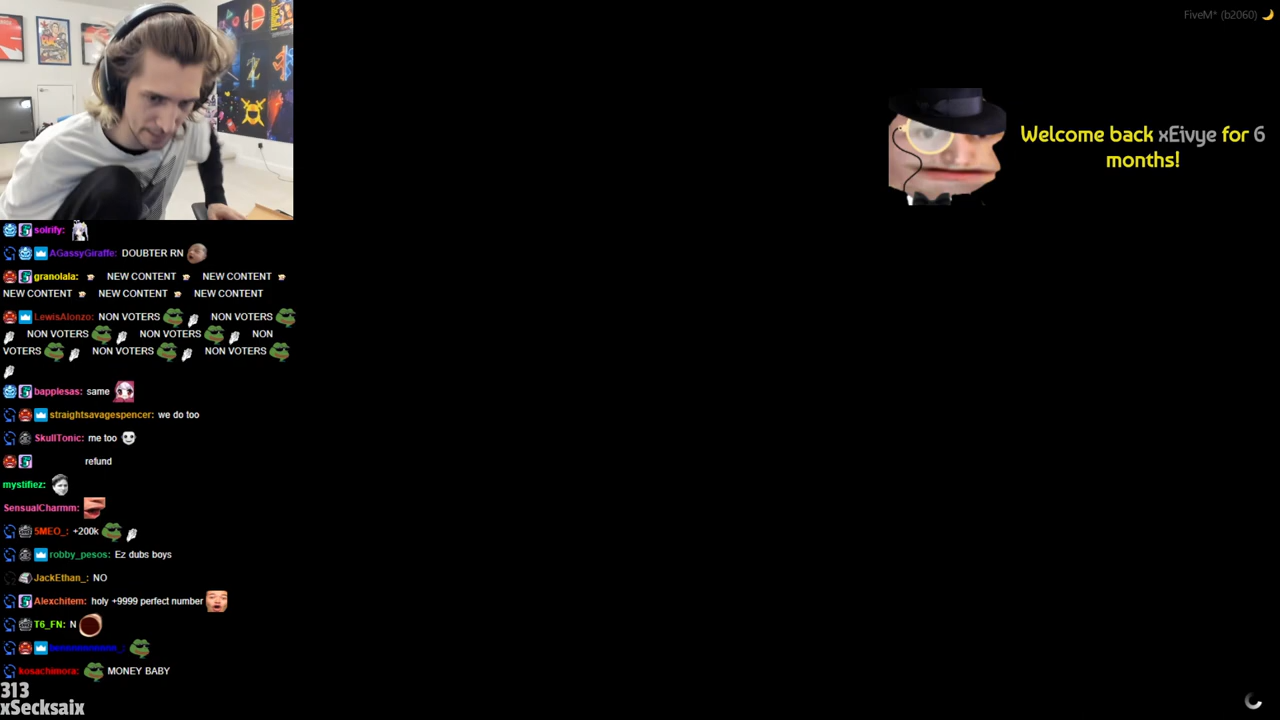 FiveM* (b2060)
Welcome back xEivye for 6
months!
solrify:
AGassyGiraffe: DOUBTER RN
granolala: NEW CONTENT NEW CONTENT
NEW CONTENT NEW CONTENT NEW CONTENT
LewisAlonzo: NON VOTERS NON VOTERS
NON VOTERS NON VOTERS NON
VOTERS NON VOTERS NON VOTERS
bapplesas: same
straightsavagespencer: we do too
SkullTonic: me too
refund
mystifiez:
SensualCharmm:
5MEO_: +200k
robby_pesos: Ez dubs boys
JackEthan_: NO
Alexchitem: holy +9999 perfect number
T6_FN: N
kosachimora: MONEY BABY
313
xSecksaix